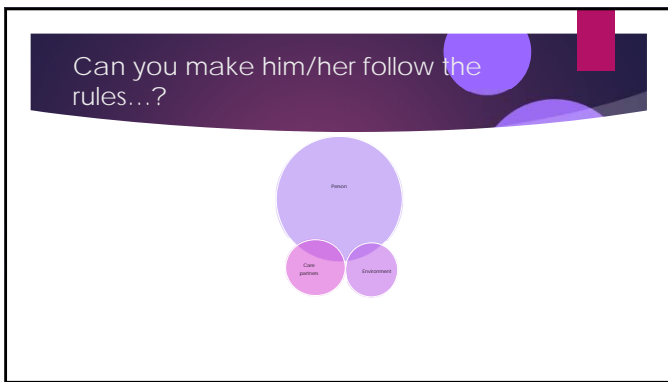 Can you make him/her follow the
rules...?
Person
Care
partners
Environment